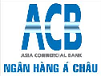 ACB
ASIA COMMERCIAL BANK
NGÂN HÀNG Á CHÂU